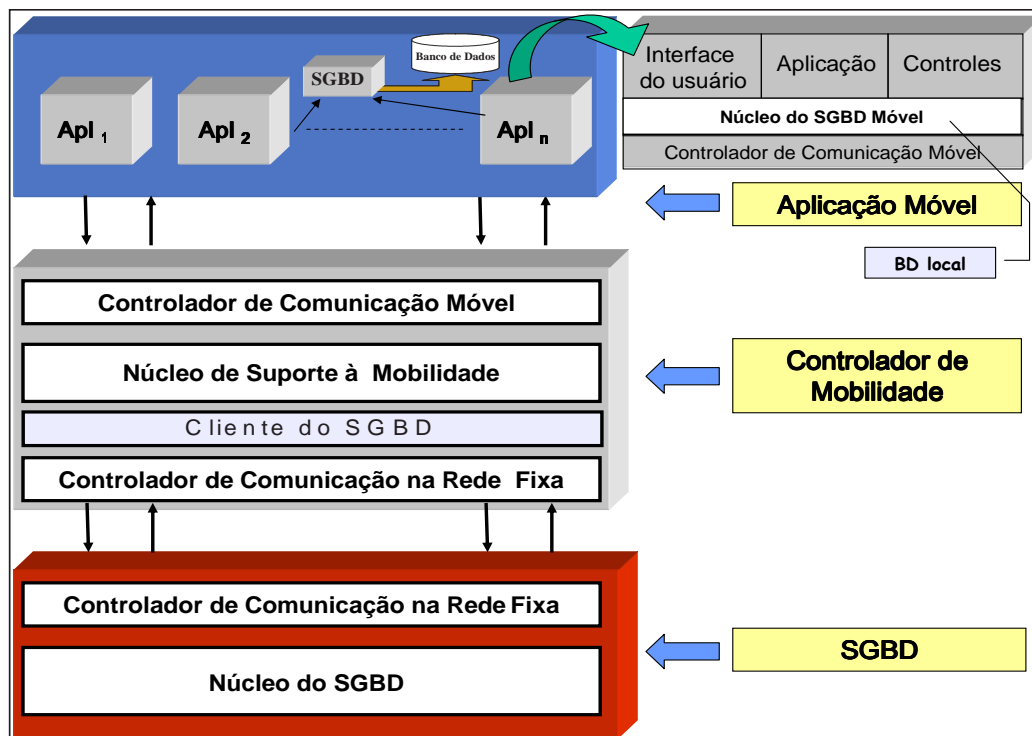 Banco de Dados
SGBD
Apl 1
Apl 2
Apl n
Interface
do usuário
Aplicação
Controles
Núcleo do SGBD Móvel
Controlador de Comunicação Móvel
Aplicação Móvel
BD local
Controlador de Comunicação Móvel
Núcleo de Suporte à Mobilidade
Cliente do SGBD
Controlador de Comunicação na Rede Fixa
Controlador de
Mobilidade
Controlador de Comunicação na Rede Fixa
Núcleo do SGBD
SGBD